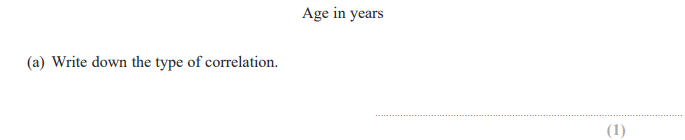 Age in years
(a) Write down the type of correlation.
(1)